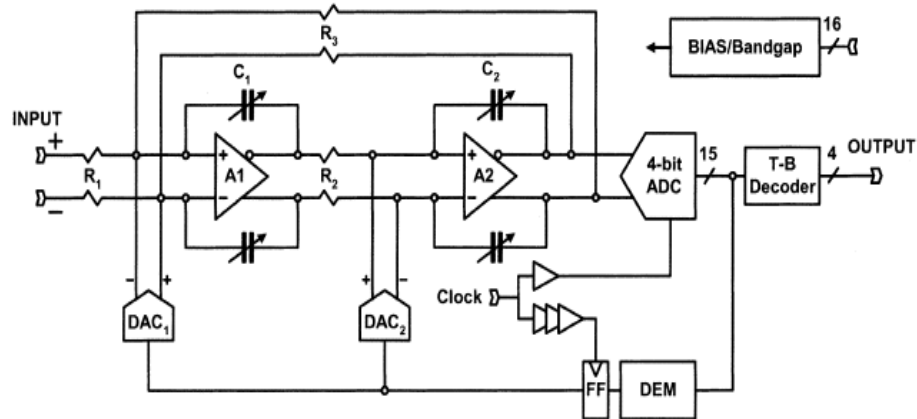 R3
16
BIAS/Bandgap
C1
C2
INPUT
+
R1
−
+
−
A1
R2
+
−
A2
4-bit
ADC
15
T-B
Decoder
4
OUTPUT
− +
DAC1
+ −
DAC2
Clock
FF
DEM